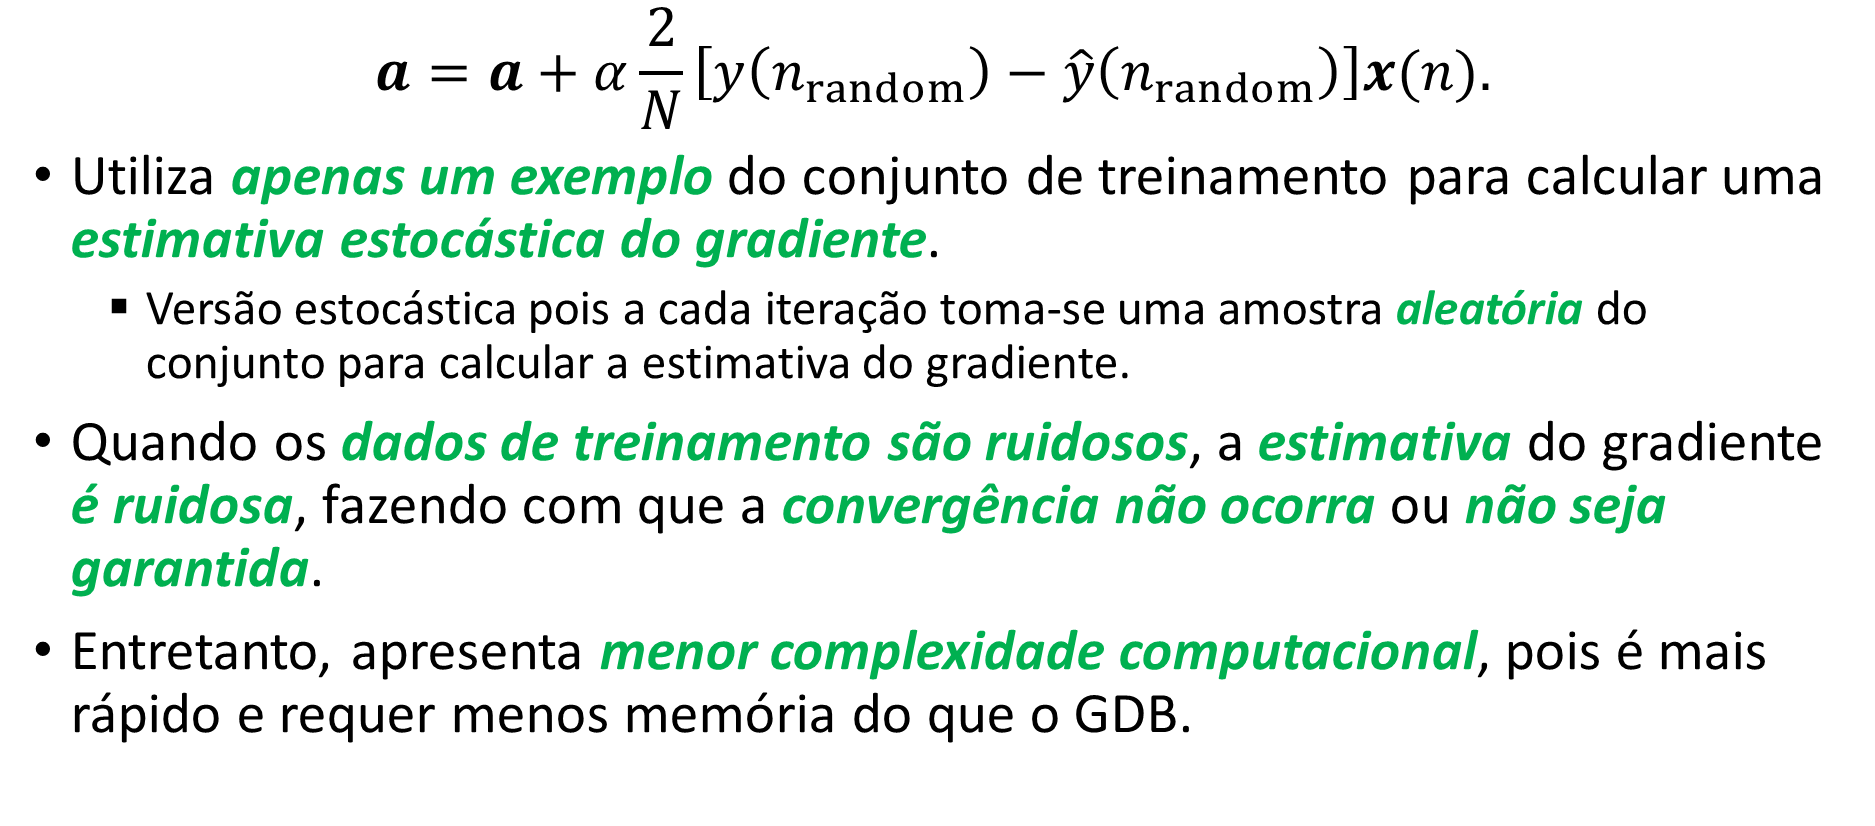 a = a + α 2/N [y(n_random) − ŷ(n_random)]x(n).
• Utiliza apenas um exemplo do conjunto de treinamento para calcular uma
estimativa estocástica do gradiente.
▪ Versão estocástica pois a cada iteração toma-se uma amostra aleatória do
conjunto para calcular a estimativa do gradiente.
• Quando os dados de treinamento são ruidosos, a estimativa do gradiente
é ruidosa, fazendo com que a convergência não ocorra ou não seja
garantida.
• Entretanto, apresenta menor complexidade computacional, pois é mais
rápido e requer menos memória do que o GDB.